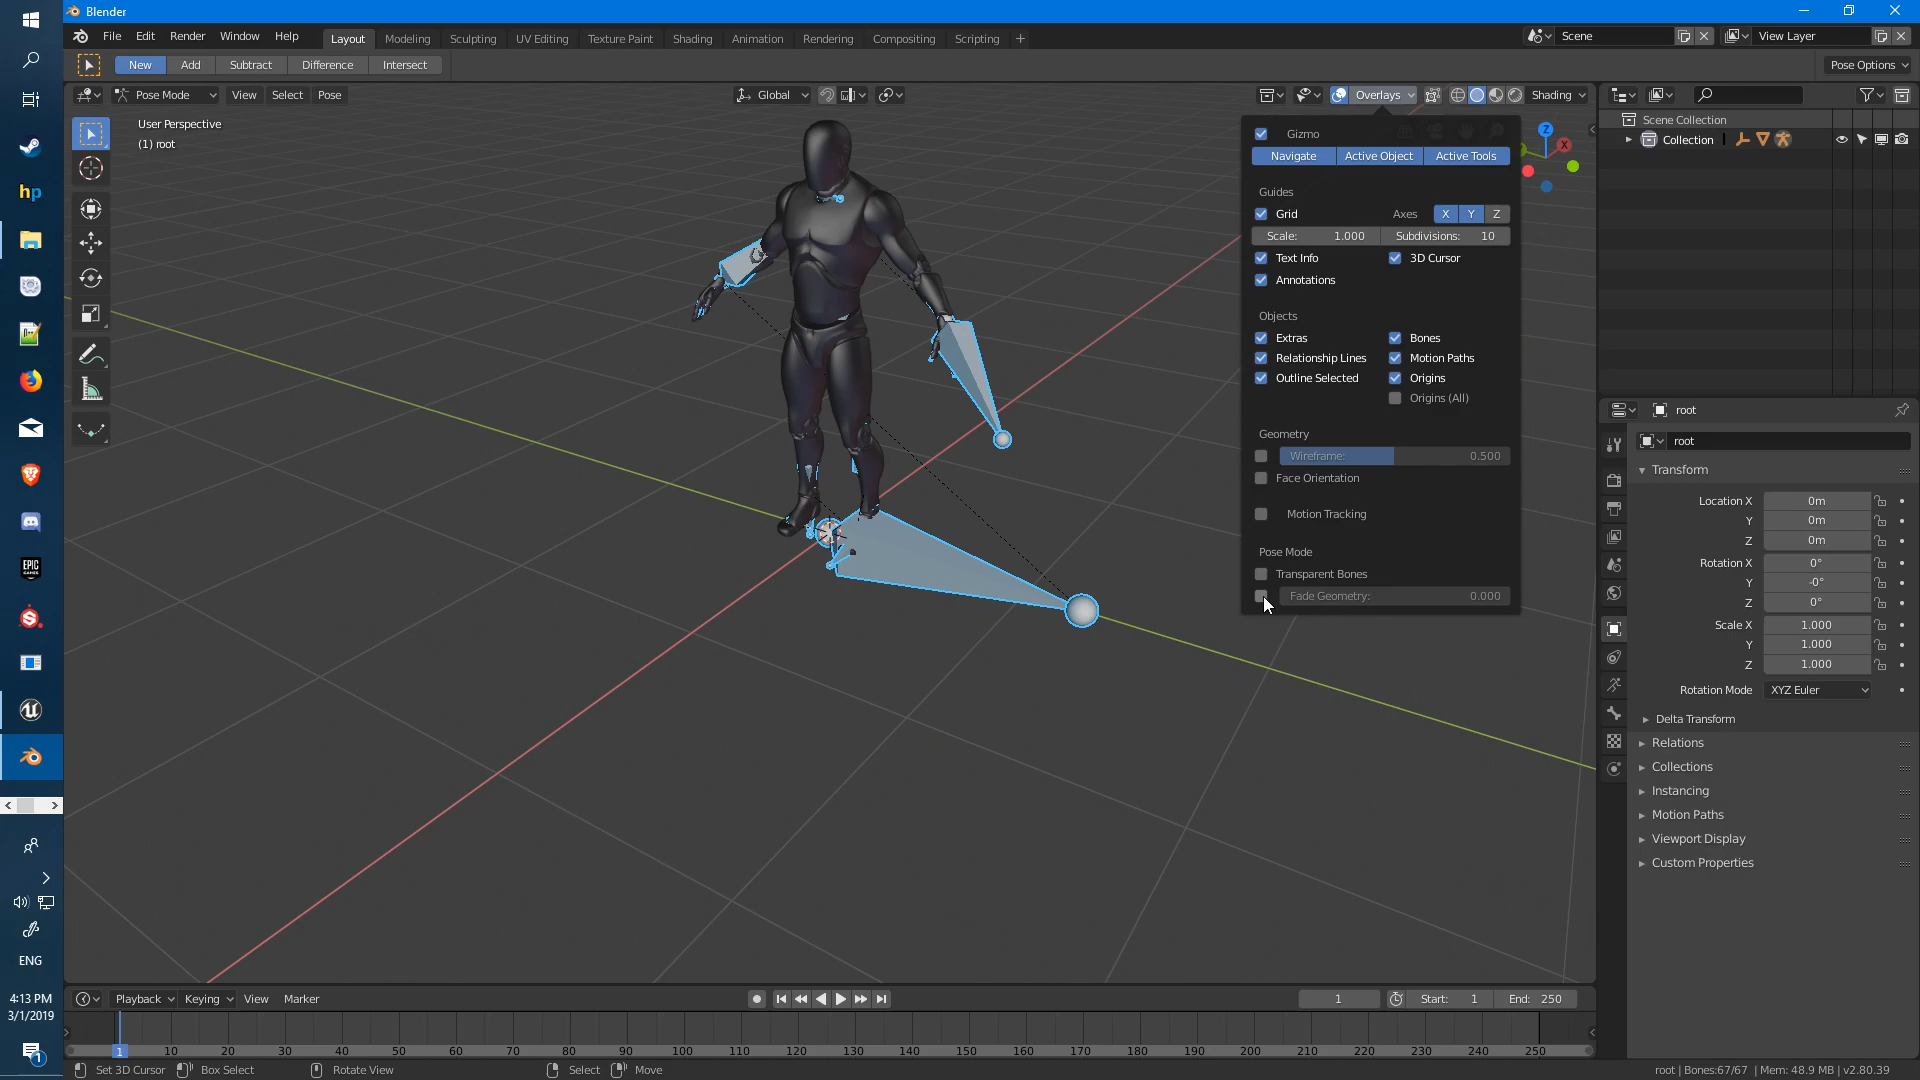 Blender
File Edit Render Window Help Layout Modeling Sculpting UV Editing Texture Paint Shading Animation Rendering Compositing Scripting + Scene View Layer
New Add Subtract Difference Intersect Pose Options
Pose Mode View Select Pose Global Overlays Shading
User Perspective
(1) root
Gizmo
Navigate Active Object Active Tools
Guides
Grid Axes X Y Z
Scale: 1.000 Subdivisions: 10
Text Info 3D Cursor
Annotations
Objects
Extras Bones
Relationship Lines Motion Paths
Outline Selected Origins
Origins (All)
Geometry
Wireframe: 0.500
Face Orientation
Motion Tracking
Pose Mode
Transparent Bones
Fade Geometry: 0.000
Z
X
Scene Collection
Collection
root
root
Transform
Location X 0m
Y 0m
Z 0m
Rotation X 0°
Y -0°
Z 0°
Scale X 1.000
Y 1.000
Z 1.000
Rotation Mode XYZ Euler
Delta Transform
Relations
Collections
Instancing
Motion Paths
Viewport Display
Custom Properties
Playback Keying View Marker 1 Start: 1 End: 250
1 10 20 30 40 50 60 70 80 90 100 110 120 130 140 150 160 170 180 190 200 210 220 230 240 250
Set 3D Cursor Box Select Rotate View Select Move root | Bones:67/67 | Mem: 48.9 MB | v2.80.39
hp
EPIC
GAMES
ENG
4:13 PM
3/1/2019
1